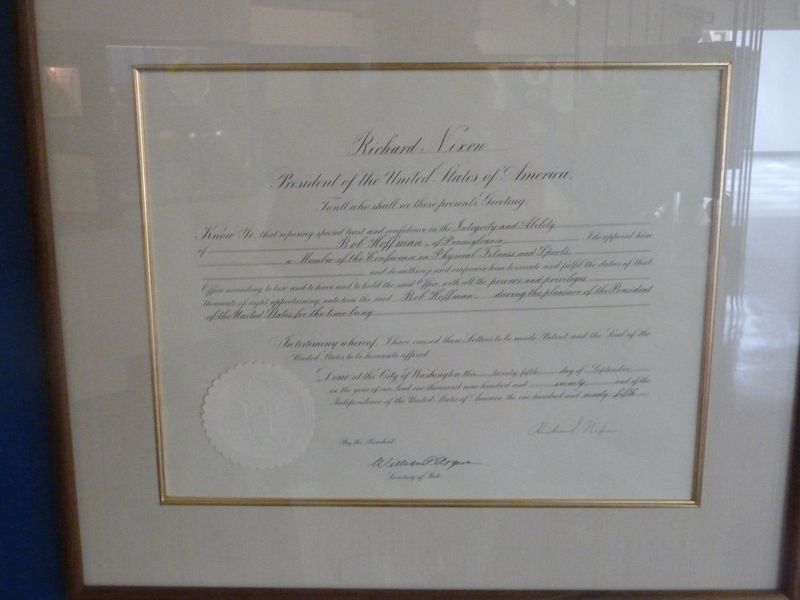 Richard Nixon
President of the United States of America.
To all who shall see these presents, Greeting:
Know Ye, that reposing special trust and confidence in the Integrity and Ability
of Bob Hoffman, of Pennsylvania, I do appoint him
a Member of the Conference on Physical Fitness and Sports,
and do authorize and empower him to execute and fulfil the duties of that
Office according to law and to have and to hold the said Office, with all the powers and privileges
thereunto of right appertaining unto him the said Bob Hoffman, during the pleasure of the President
of the United States for the time being.
In testimony whereof, I have caused these Letters to be made Patent and the Seal of the
United States to be hereunto affixed.
Done at the City of Washington this twenty fifth day of September
in the year of our Lord one thousand nine hundred and seventy and of the
Independence of the United States of America the one hundred and ninety fifth.
Richard Nixon
By the President:
William P. Rogers
Secretary of State.